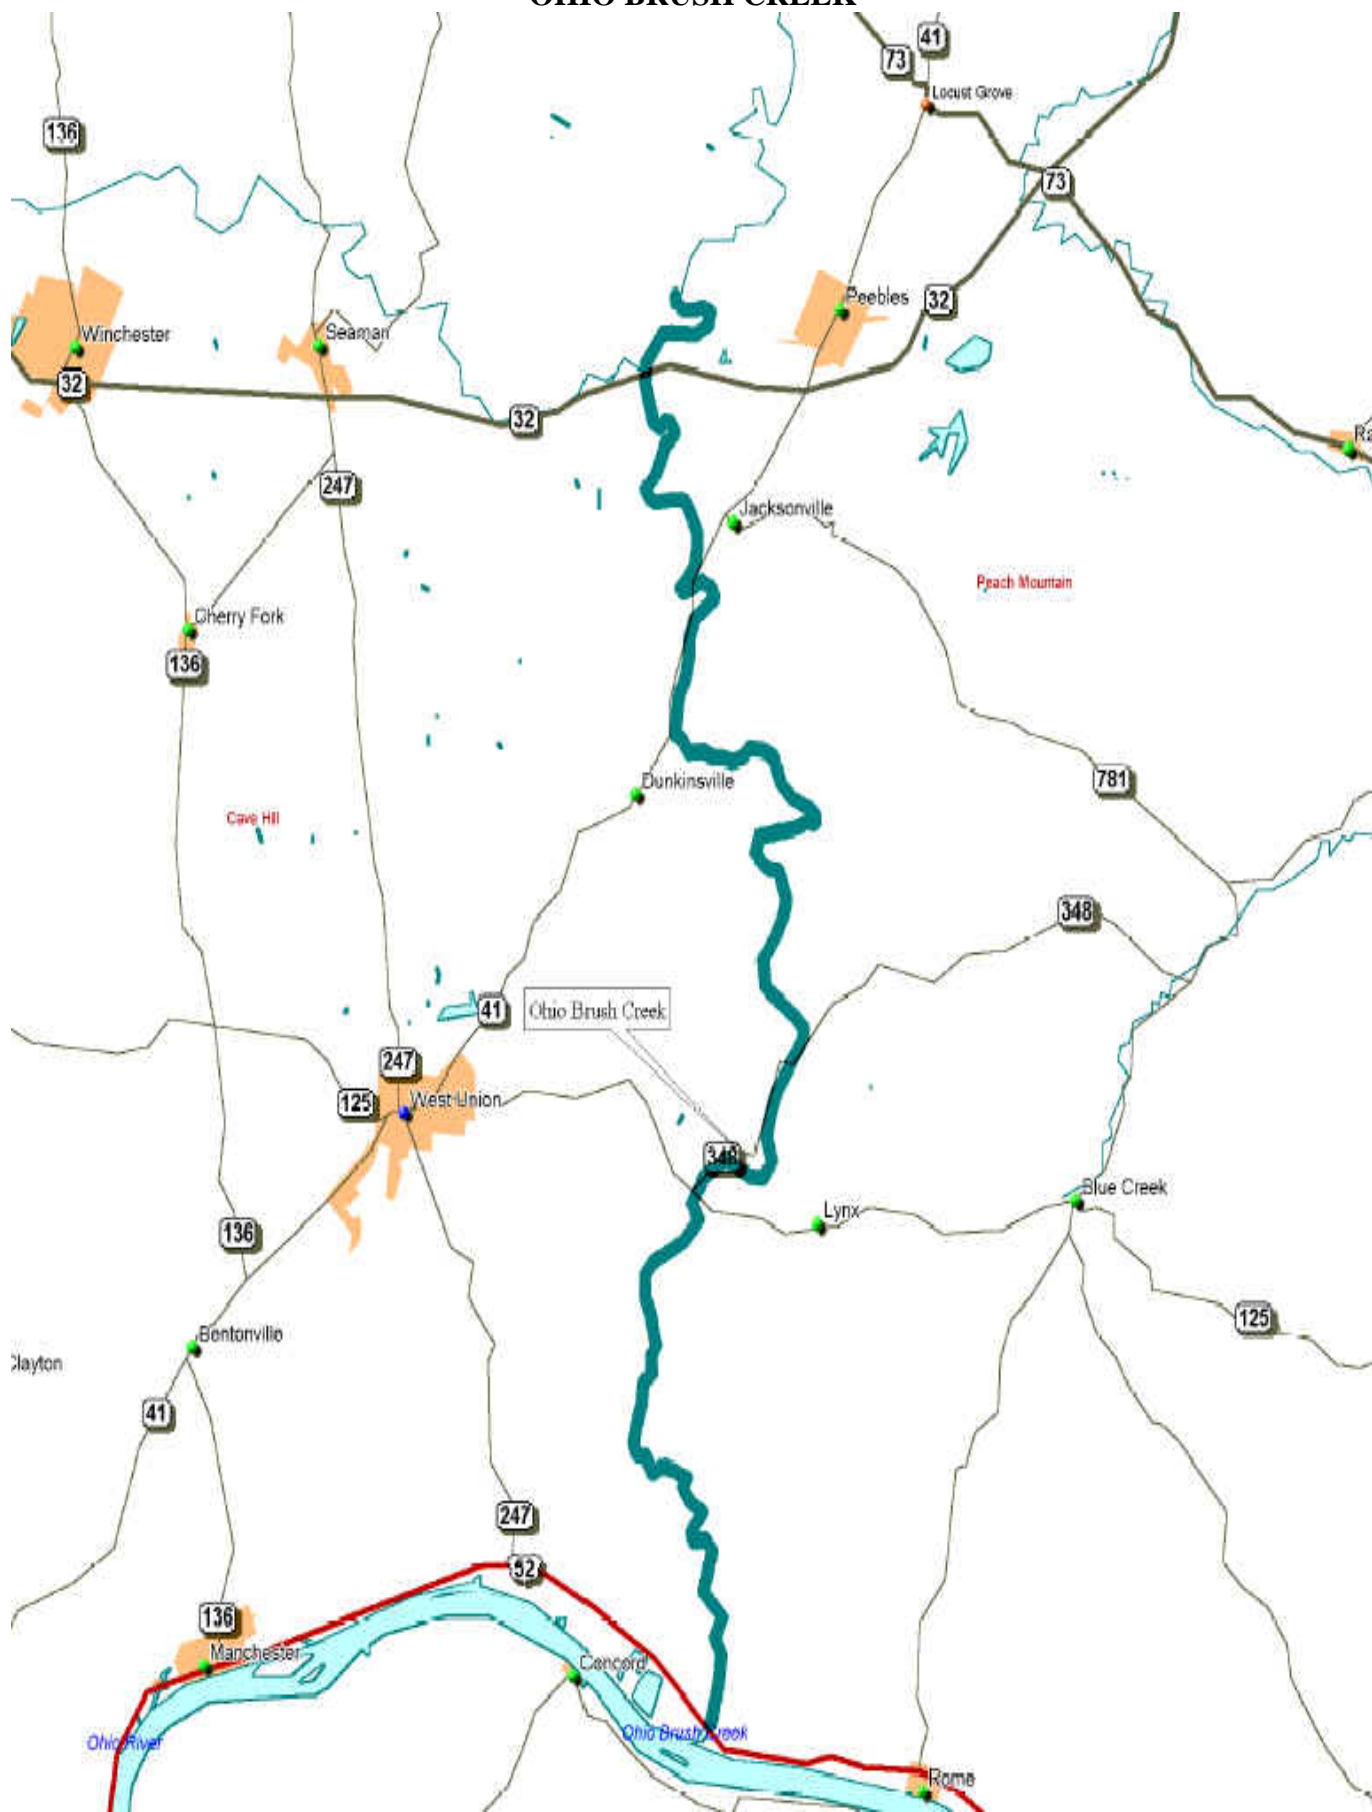 OHIO BRUSH CREEK
41
73
Locust Grove
136
73
Peebles
32
Winchester
Seaman
32
32
Ra
247
Jacksonville
Peach Mountain
Cherry Fork
136
Dunkinsville
781
Cave Hill
348
41
Ohio Brush Creek
247
125
West Union
348
Blue Creek
Lynx
136
125
Bentonville
Clayton
41
247
52
136
Manchester
Concord
Ohio River
Ohio Brush Creek
Rome